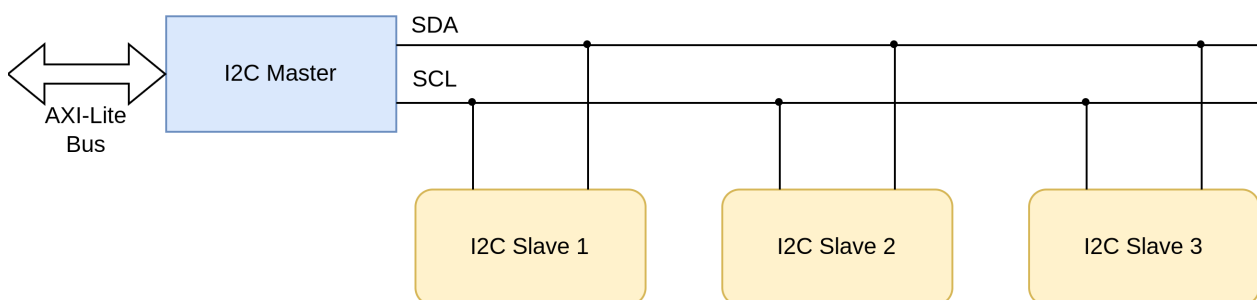 SDA
I2C Master
SCL
AXI-Lite
Bus
I2C Slave 1
I2C Slave 2
I2C Slave 3